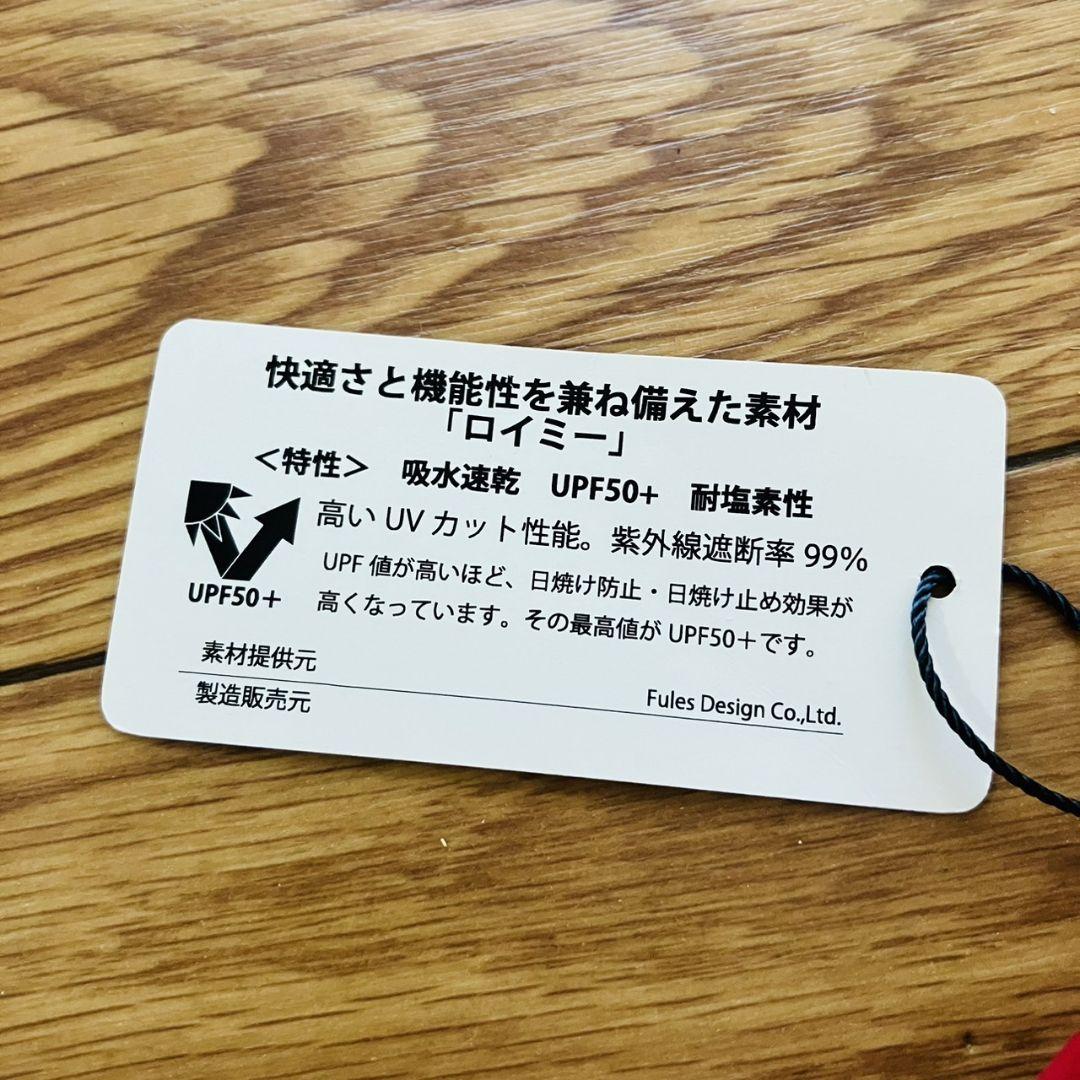 快適さと機能性を兼ね備えた素材
「ロイミー」
＜特性＞ 吸水速乾 UPF50+ 耐塩素性
高い UV カット性能。紫外線遮断率 99%
UPF 値が高いほど、日焼け防止・日焼け止め効果が
高くなっています。その最高値が UPF50＋です。
UPF50＋
素材提供元
製造販売元 Fules Design Co.,Ltd.